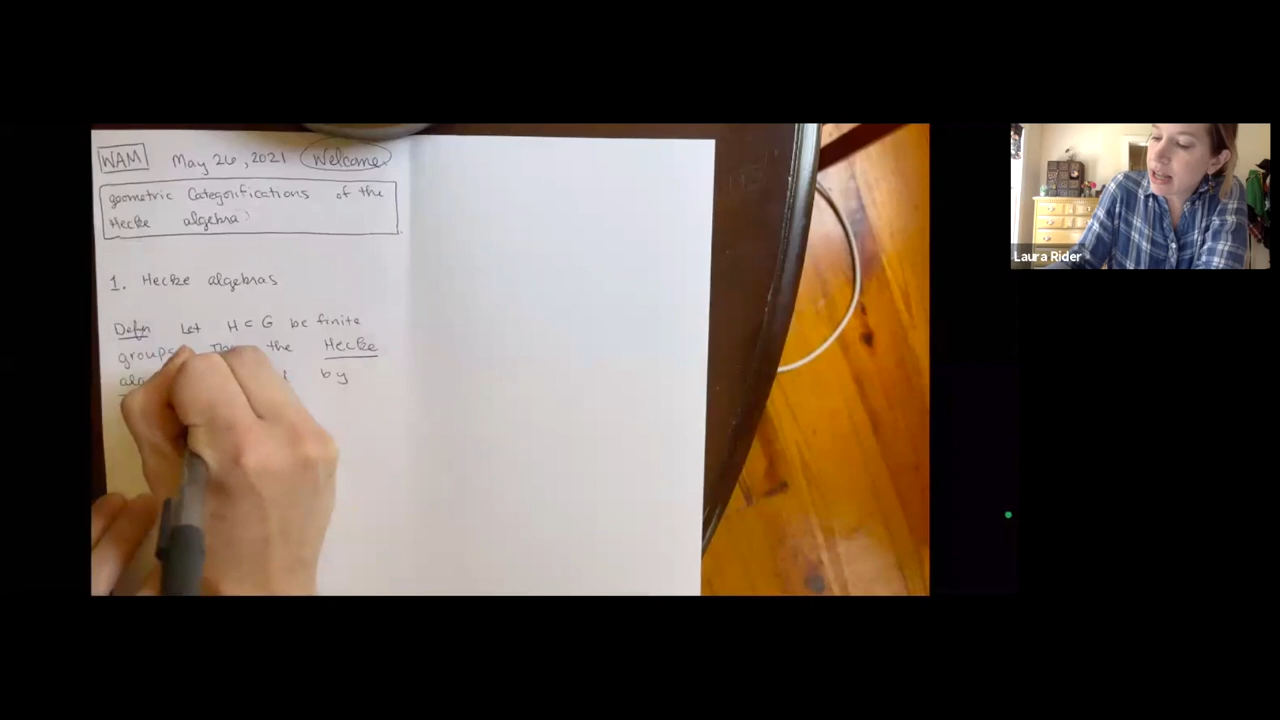 WAM May 26, 2021 Welcome
geometric Categorifications of the
Hecke algebra
1. Hecke algebras
Defn Let H ⊂ G be finite
groups. the Hecke
by
Laura Rider